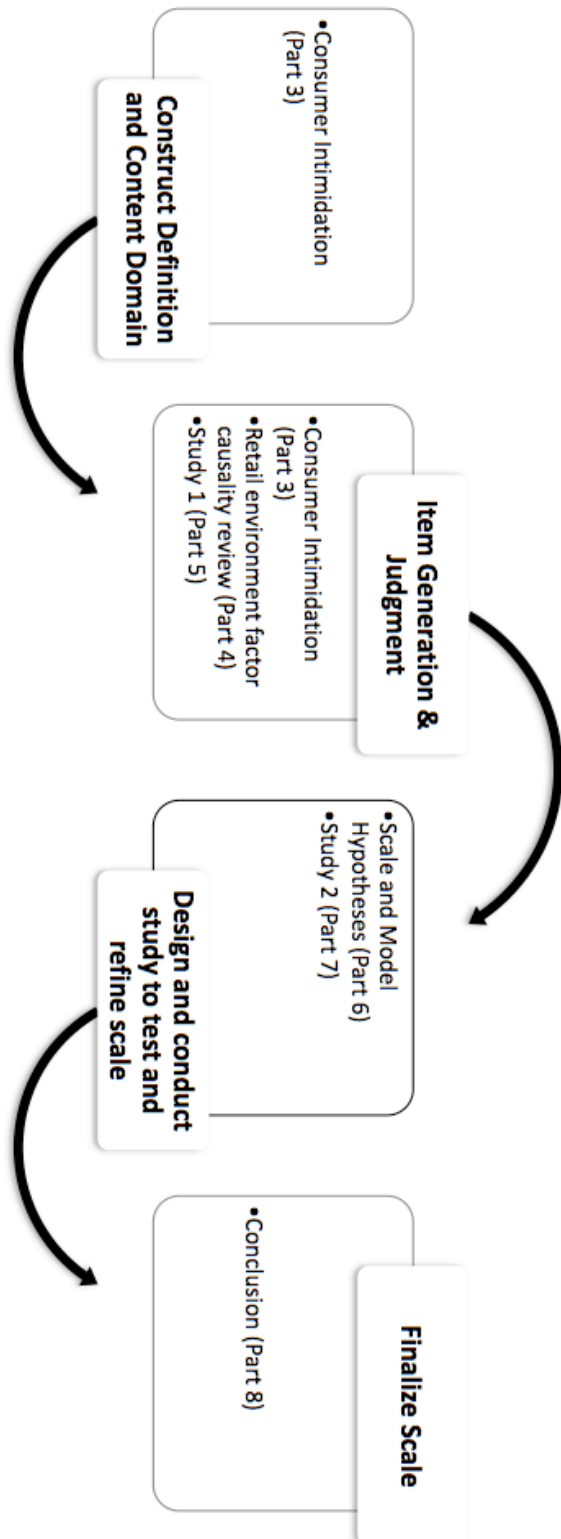 •Consumer Intimidation
(Part 3)
Construct Definition
and Content Domain
Item Generation &
Judgment
•Consumer Intimidation
(Part 3)
•Retail environment factor
causality review (Part 4)
•Study 1 (Part 5)
•Scale and Model
Hypotheses (Part 6)
•Study 2 (Part 7)
Design and conduct
study to test and
refine scale
Finalize Scale
•Conclusion (Part 8)